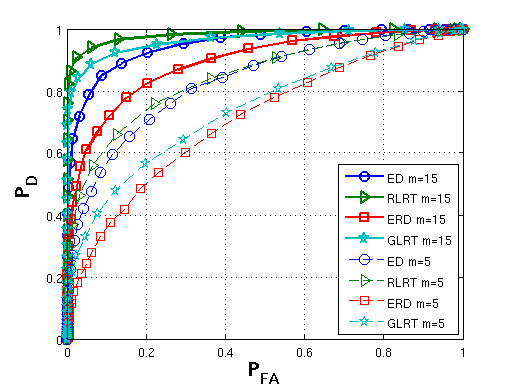 1
0.8
0.6
0.4
0.2
0
P_D
0 0.2 0.4 0.6 0.8 1
P_FA
ED m=15
RLRT m=15
ERD m=15
GLRT m=15
ED m=5
RLRT m=5
ERD m=5
GLRT m=5